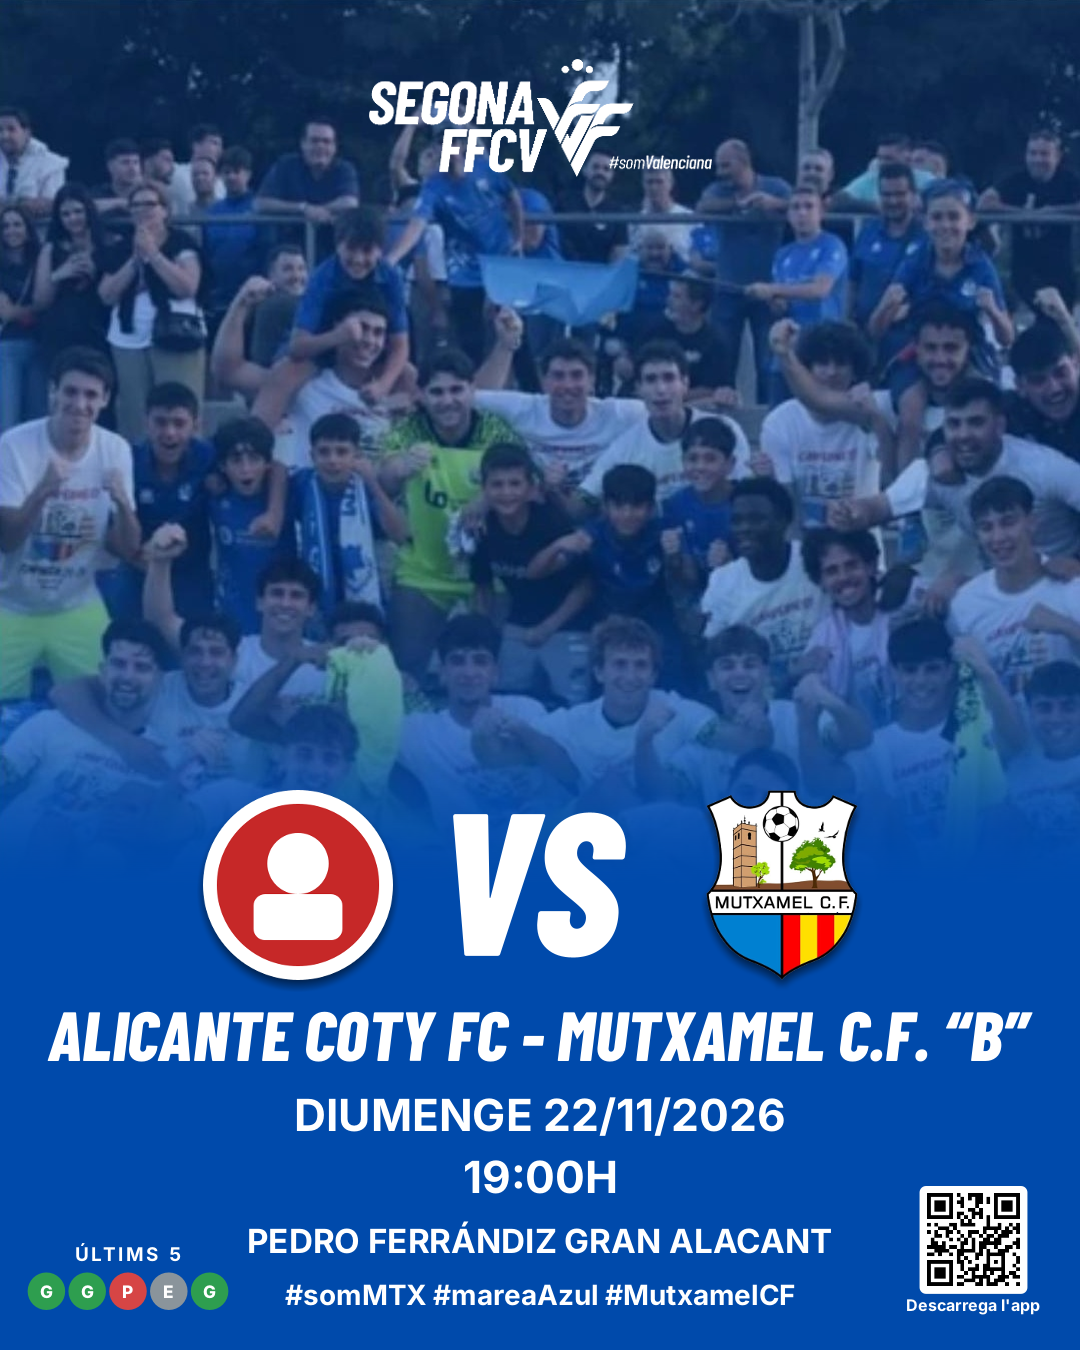 SEGONA
FFCV
#somValenciana
VS
MUTXAMEL C.F.
ALICANTE COTY FC - MUTXAMEL C.F. “B”
DIUMENGE 22/11/2026
19:00H
PEDRO FERRÁNDIZ GRAN ALACANT
ÚLTIMS 5
G G P E G
#somMTX #mareaAzul #MutxamelCF
Descarrega l'app